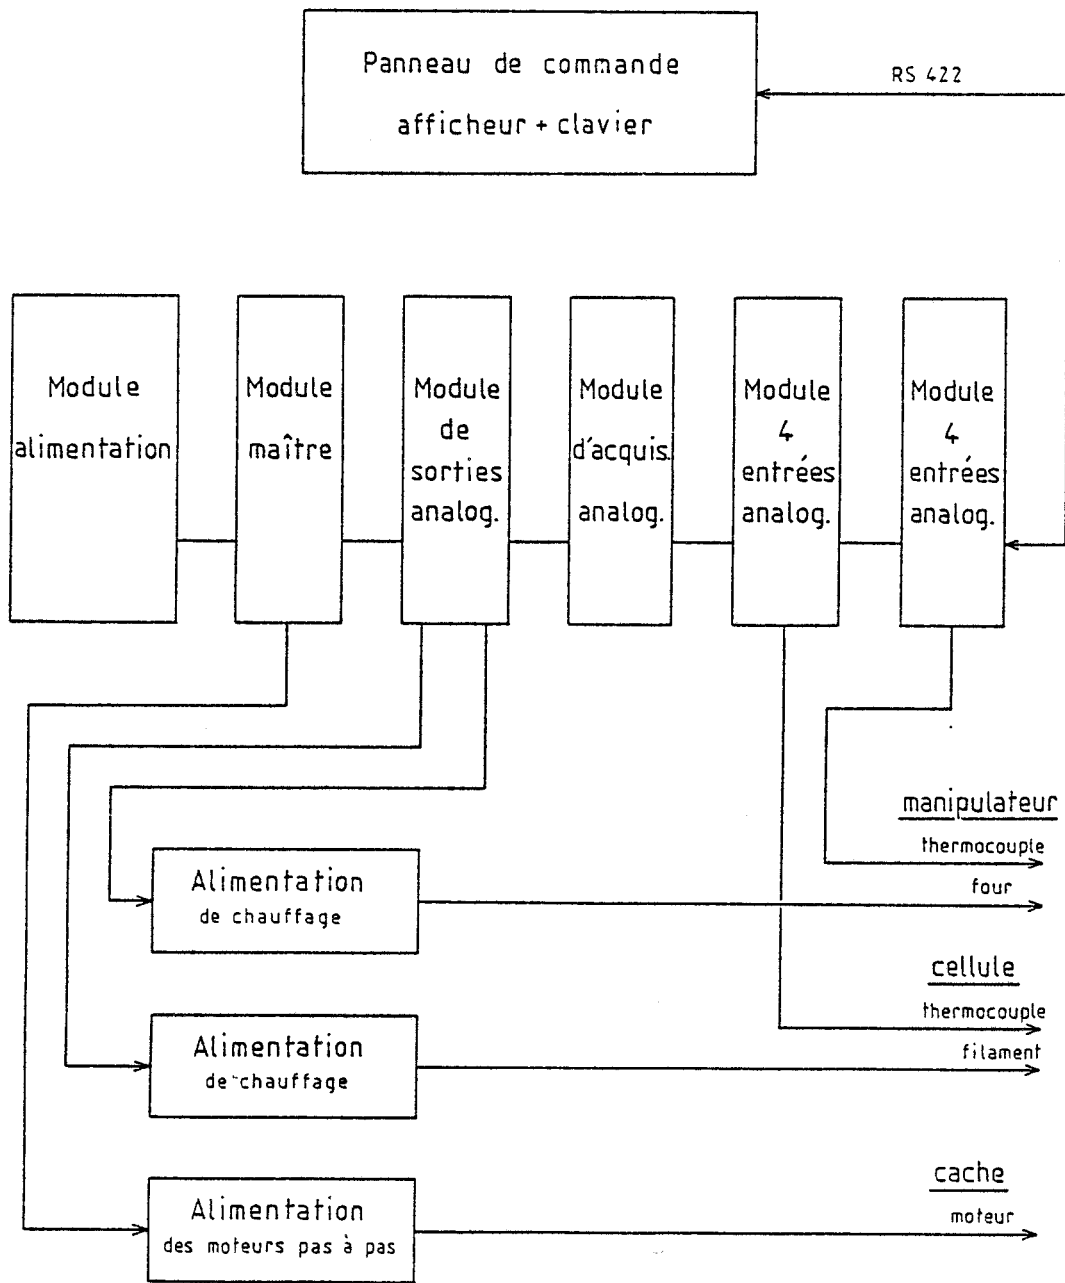 Panneau de commande
afficheur + clavier
RS 422
Module
alimentation
Module
maître
Module
de
sorties
analog.
Module
d'acquis.
analog.
Module
4
entrées
analog.
Module
4
entrées
analog.
manipulateur
thermocouple
four
Alimentation
de chauffage
cellule
thermocouple
filament
Alimentation
de chauffage
cache
moteur
Alimentation
des moteurs pas à pas